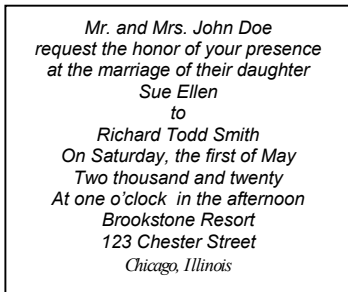 Mr. and Mrs. John Doe
request the honor of your presence
at the marriage of their daughter
Sue Ellen
to
Richard Todd Smith
On Saturday, the first of May
Two thousand and twenty
At one o’clock  in the afternoon
Brookstone Resort
123 Chester Street
Chicago, Illinois